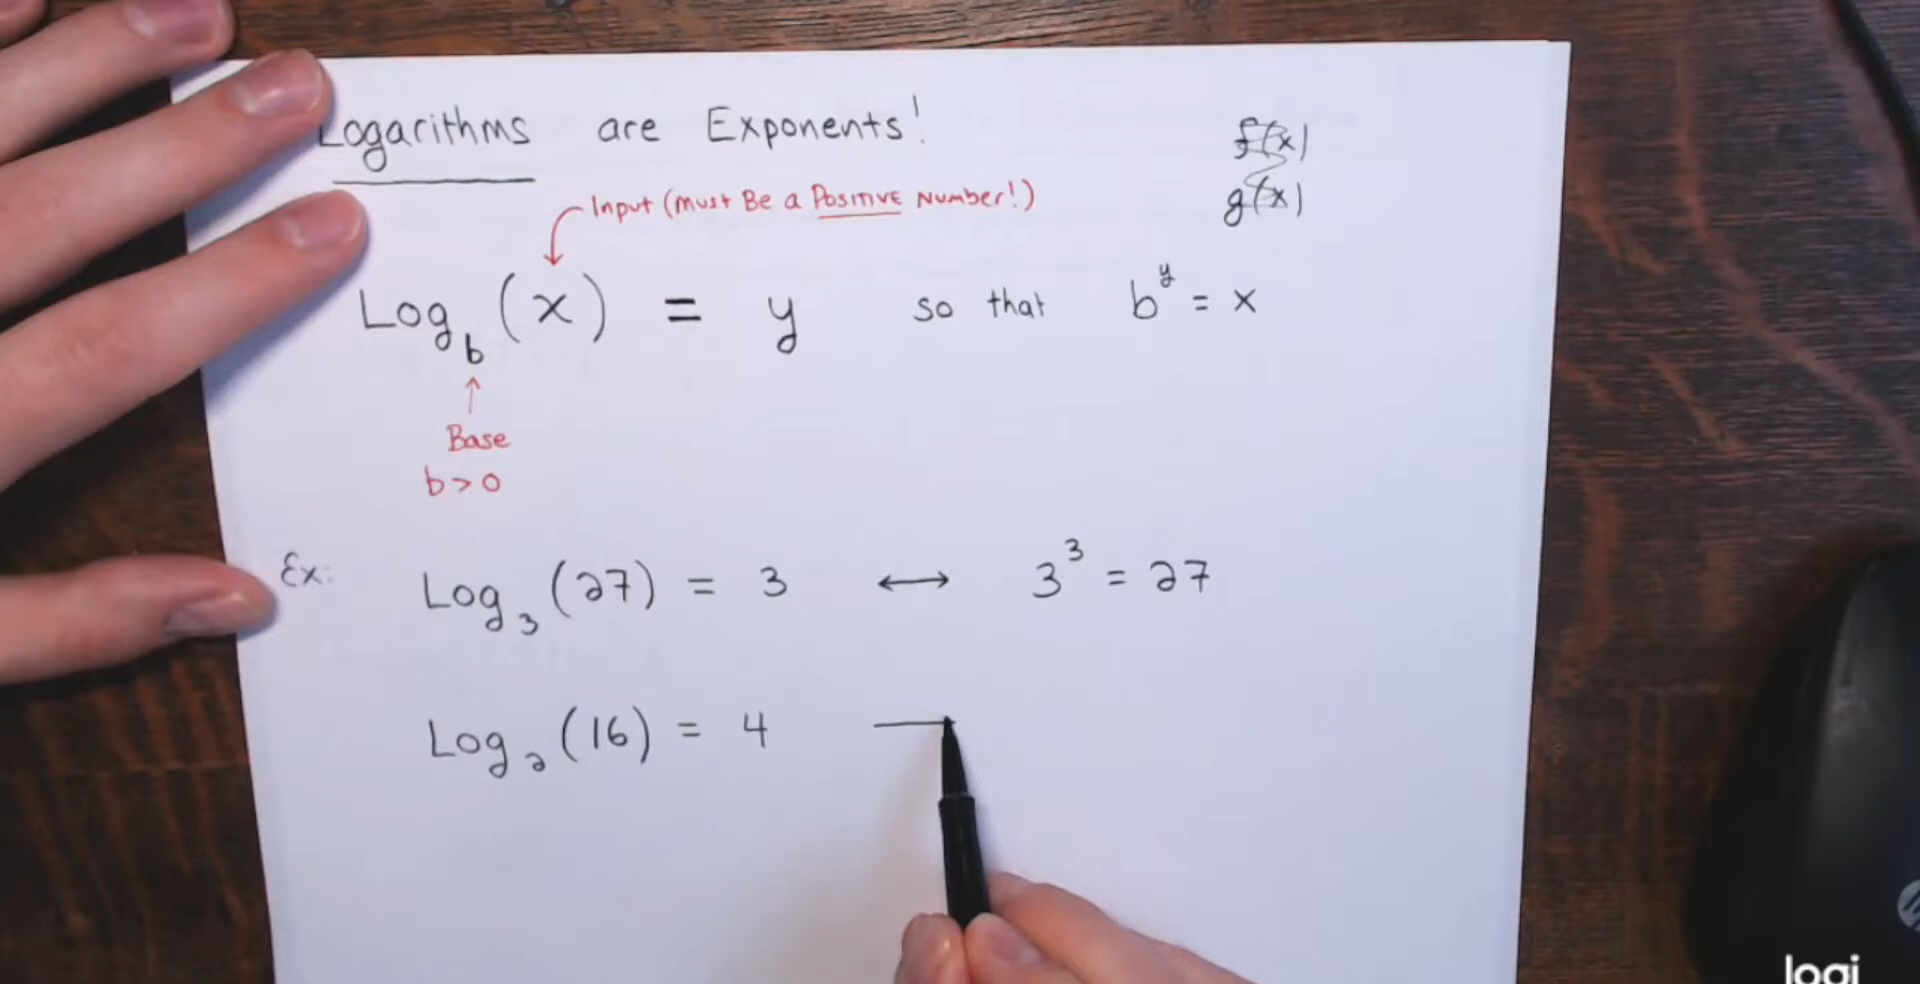 Logarithms are Exponents!
f(x)
g(x)
Input (must Be a Positive Number!)
Log_b (x) = y so that b^y = x
Base
b > 0
Ex: Log_3 (27) = 3 ↔ 3^3 = 27
Log_2 (16) = 4
logi